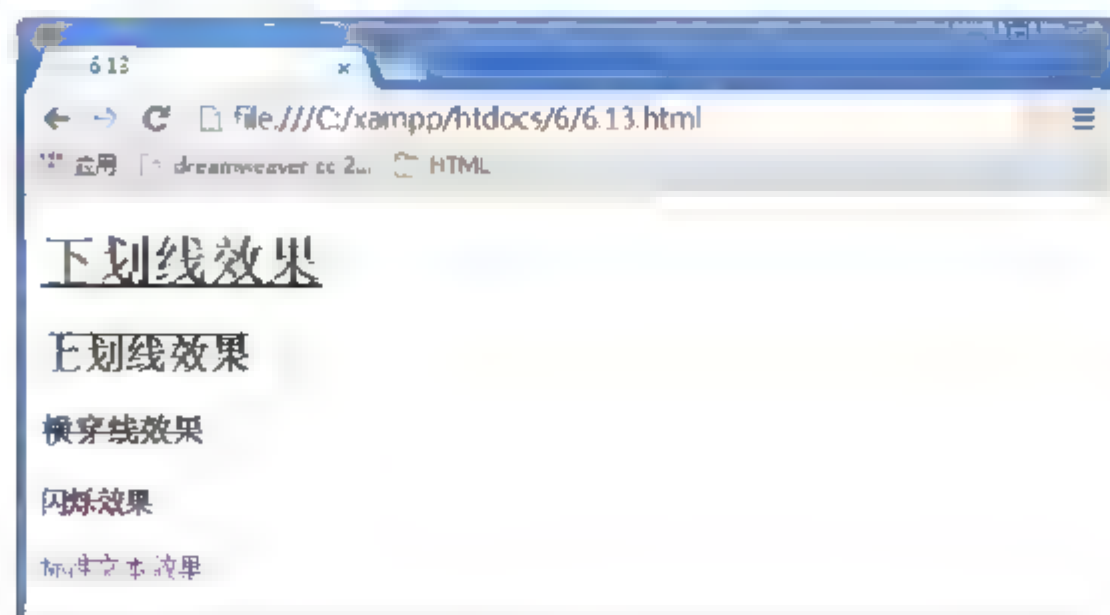 6.13
file:///C:/xampp/htdocs/6/6.13.html
应用 dreamweaver cc 2... HTML
下划线效果
上划线效果
横穿线效果
闪烁效果
标准文本效果